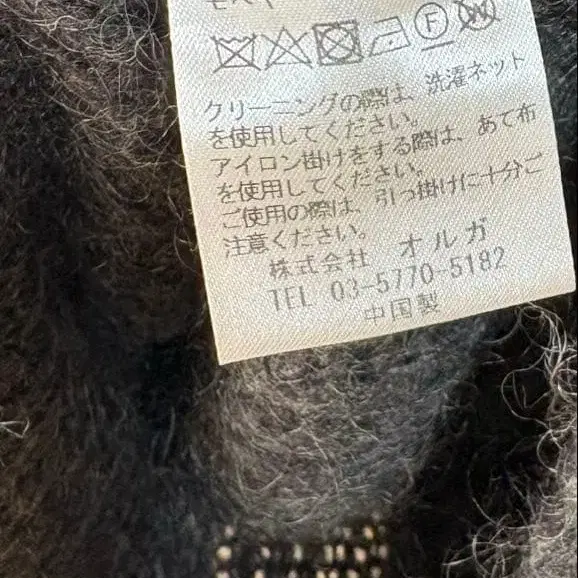 F
W
クリーニングの際は、洗濯ネット
を使用してください。
アイロン掛けをする際は、あて布
を使用してください。
ご使用の際は、引っ掛けに十分ご
注意ください。
株式会社 オルガ
TEL 03-5770-5182
中国製